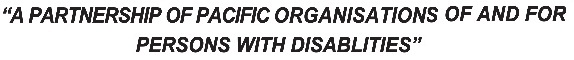 "A PARTNERSHIP OF PACIFIC ORGANISATIONS OF AND FOR
PERSONS WITH DISABLITIES"